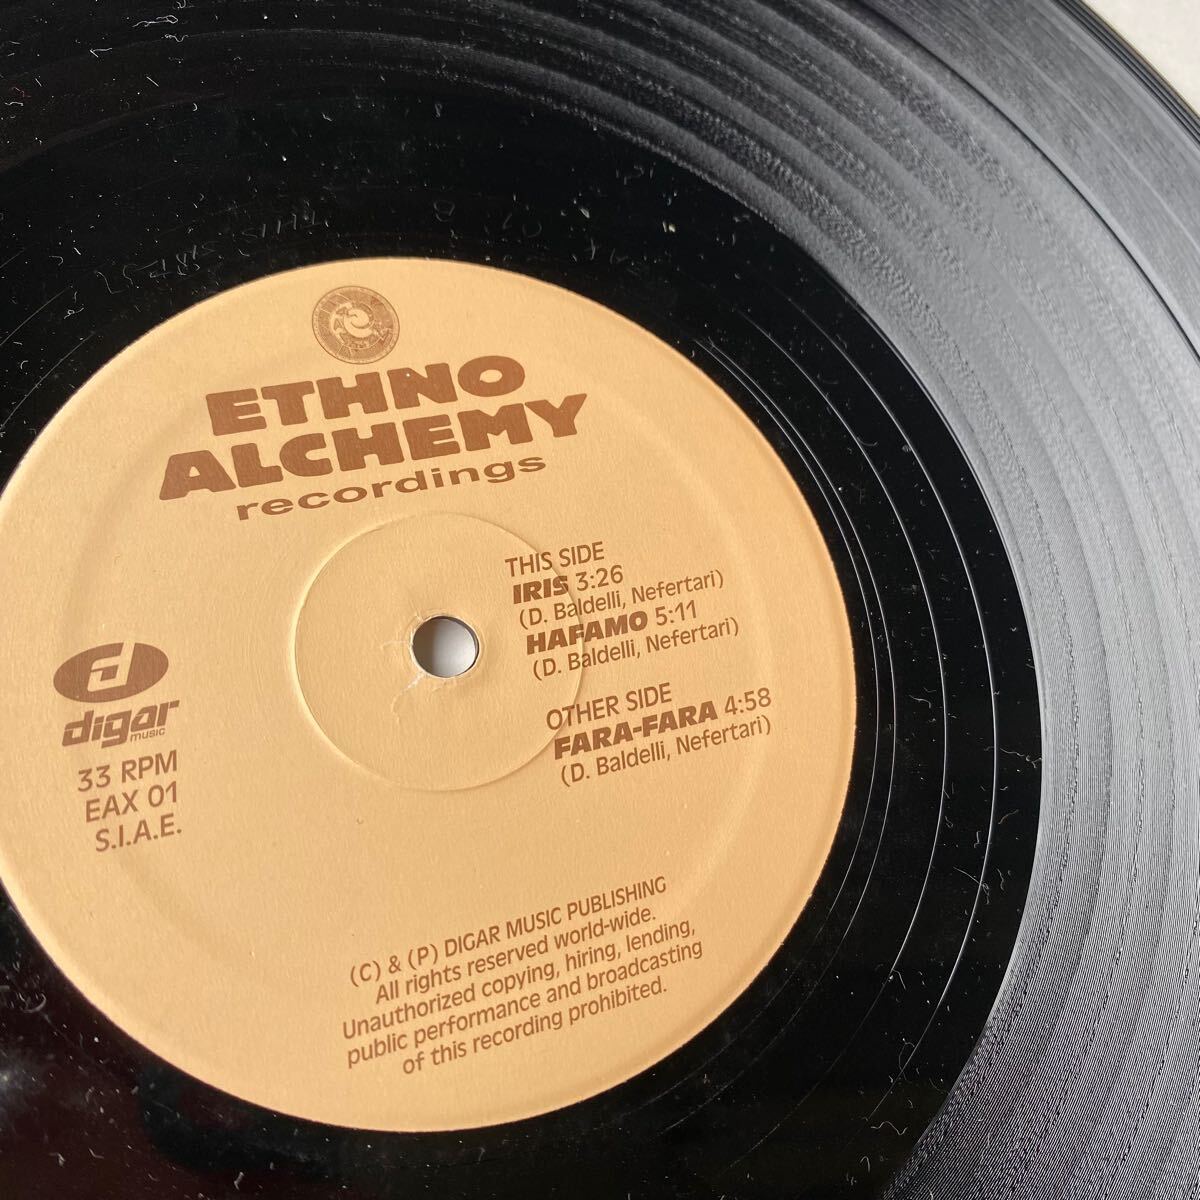 ETHNO
ALCHEMY
recordings
THIS SIDE
IRIS 3:26
(D. Baldelli, Nefertari)
HAFAMO 5:11
(D. Baldelli, Nefertari)
OTHER SIDE
FARA-FARA 4:58
(D. Baldelli, Nefertari)
digar
music
33 RPM
EAX 01
S.I.A.E.
(C) & (P) DIGAR MUSIC PUBLISHING
All rights reserved world-wide.
Unauthorized copying, hiring, lending,
public performance and broadcasting
of this recording prohibited.